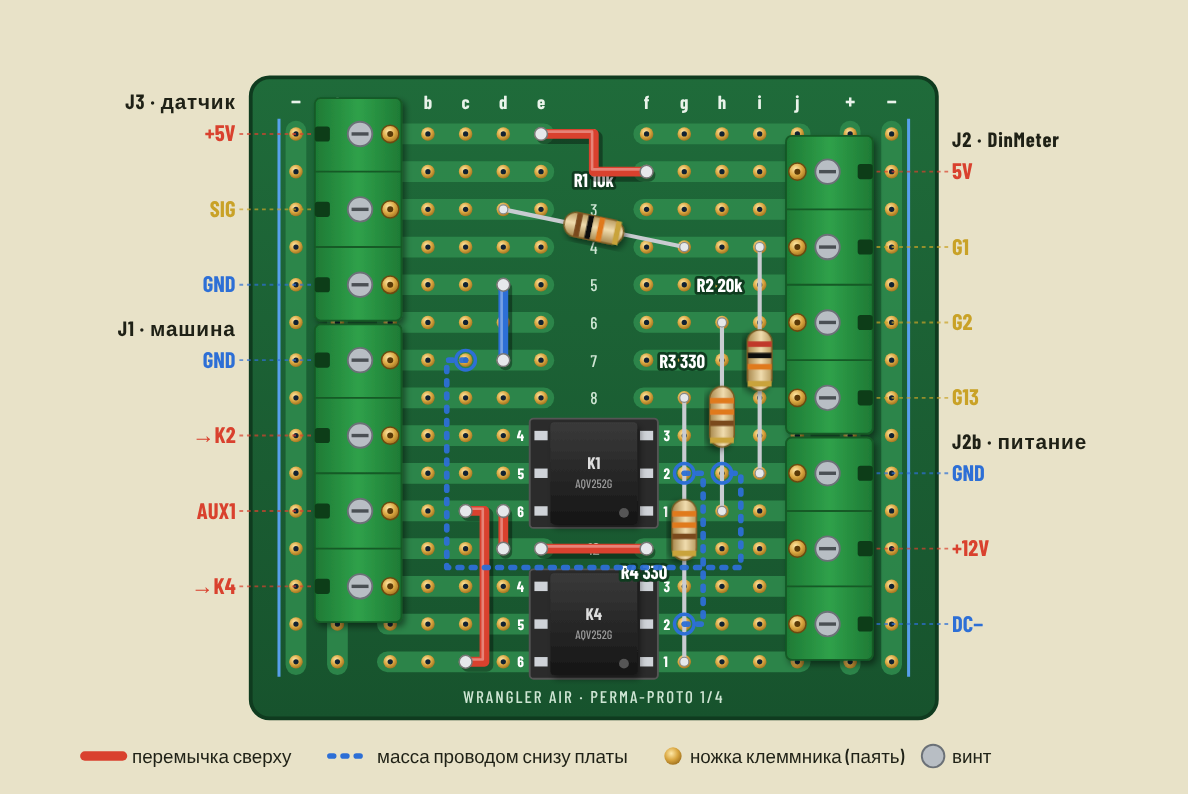 − b c d e f g h i j + −
J3 · датчик
+5V
SIG
GND
J1 · машина
GND
→K2
AUX1
→K4
R1 10k
3
4
5
6
7
8
12
R2 20k
R3 330
R4 330
4
5
6
K1
AQV252G
3
2
1
4
5
6
K4
AQV252G
3
2
1
J2 · DinMeter
5V
G1
G2
G13
J2b · питание
GND
+12V
DC−
WRANGLER AIR · PERMA-PROTO 1/4
перемычка сверху
масса проводом снизу платы
ножка клеммника (паять)
винт